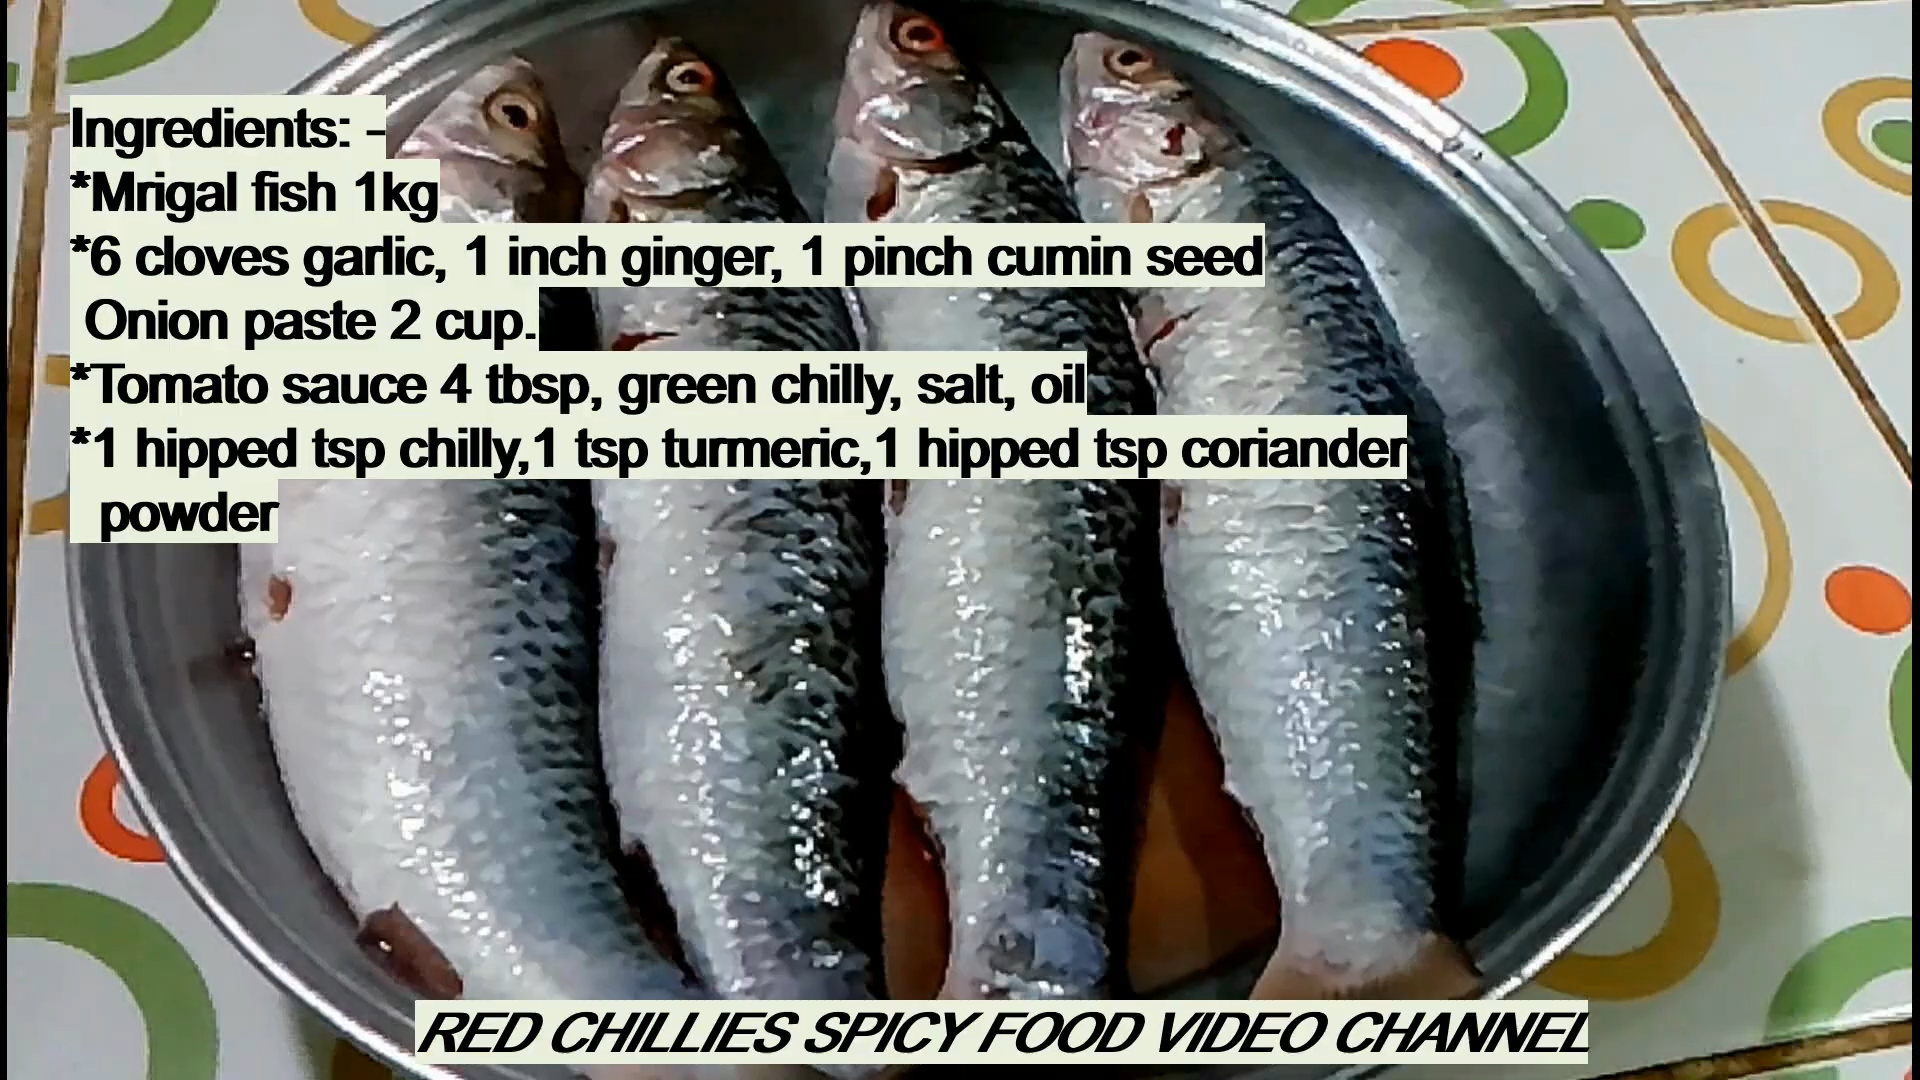 Ingredients: -
*Mrigal fish 1kg
*6 cloves garlic, 1 inch ginger, 1 pinch cumin seed
Onion paste 2 cup.
*Tomato sauce 4 tbsp, green chilly, salt, oil
*1 hipped tsp chilly,1 tsp turmeric,1 hipped tsp coriander
powder
RED CHILLIES SPICY FOOD VIDEO CHANNEL